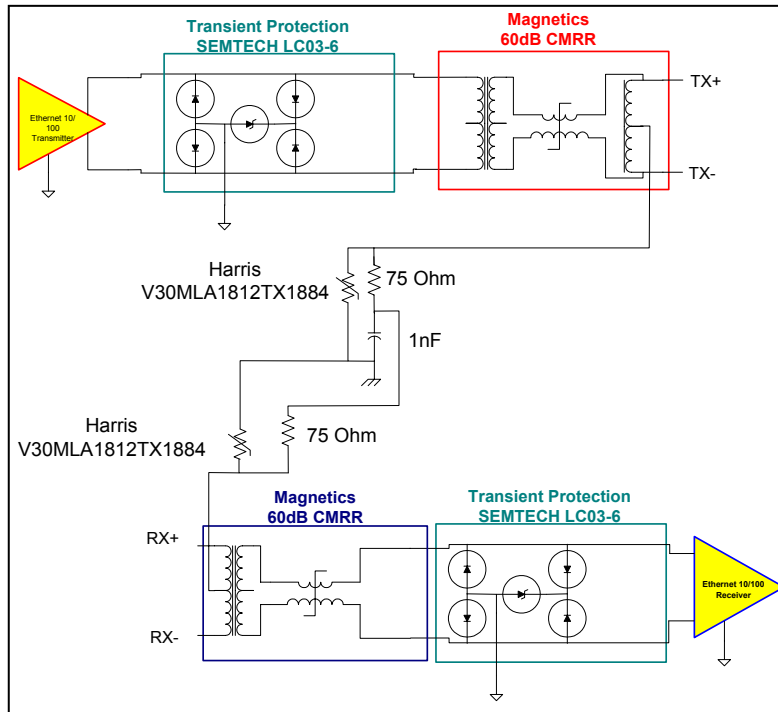 Transient Protection
SEMTECH LC03-6
Magnetics
60dB CMRR
Ethernet 10/
100
Transmitter
TX+
TX-
Harris
V30MLA1812TX1884
75 Ohm
1nF
Harris
V30MLA1812TX1884
75 Ohm
Magnetics
60dB CMRR
Transient Protection
SEMTECH LC03-6
RX+
RX-
Ethernet 10/100
Receiver